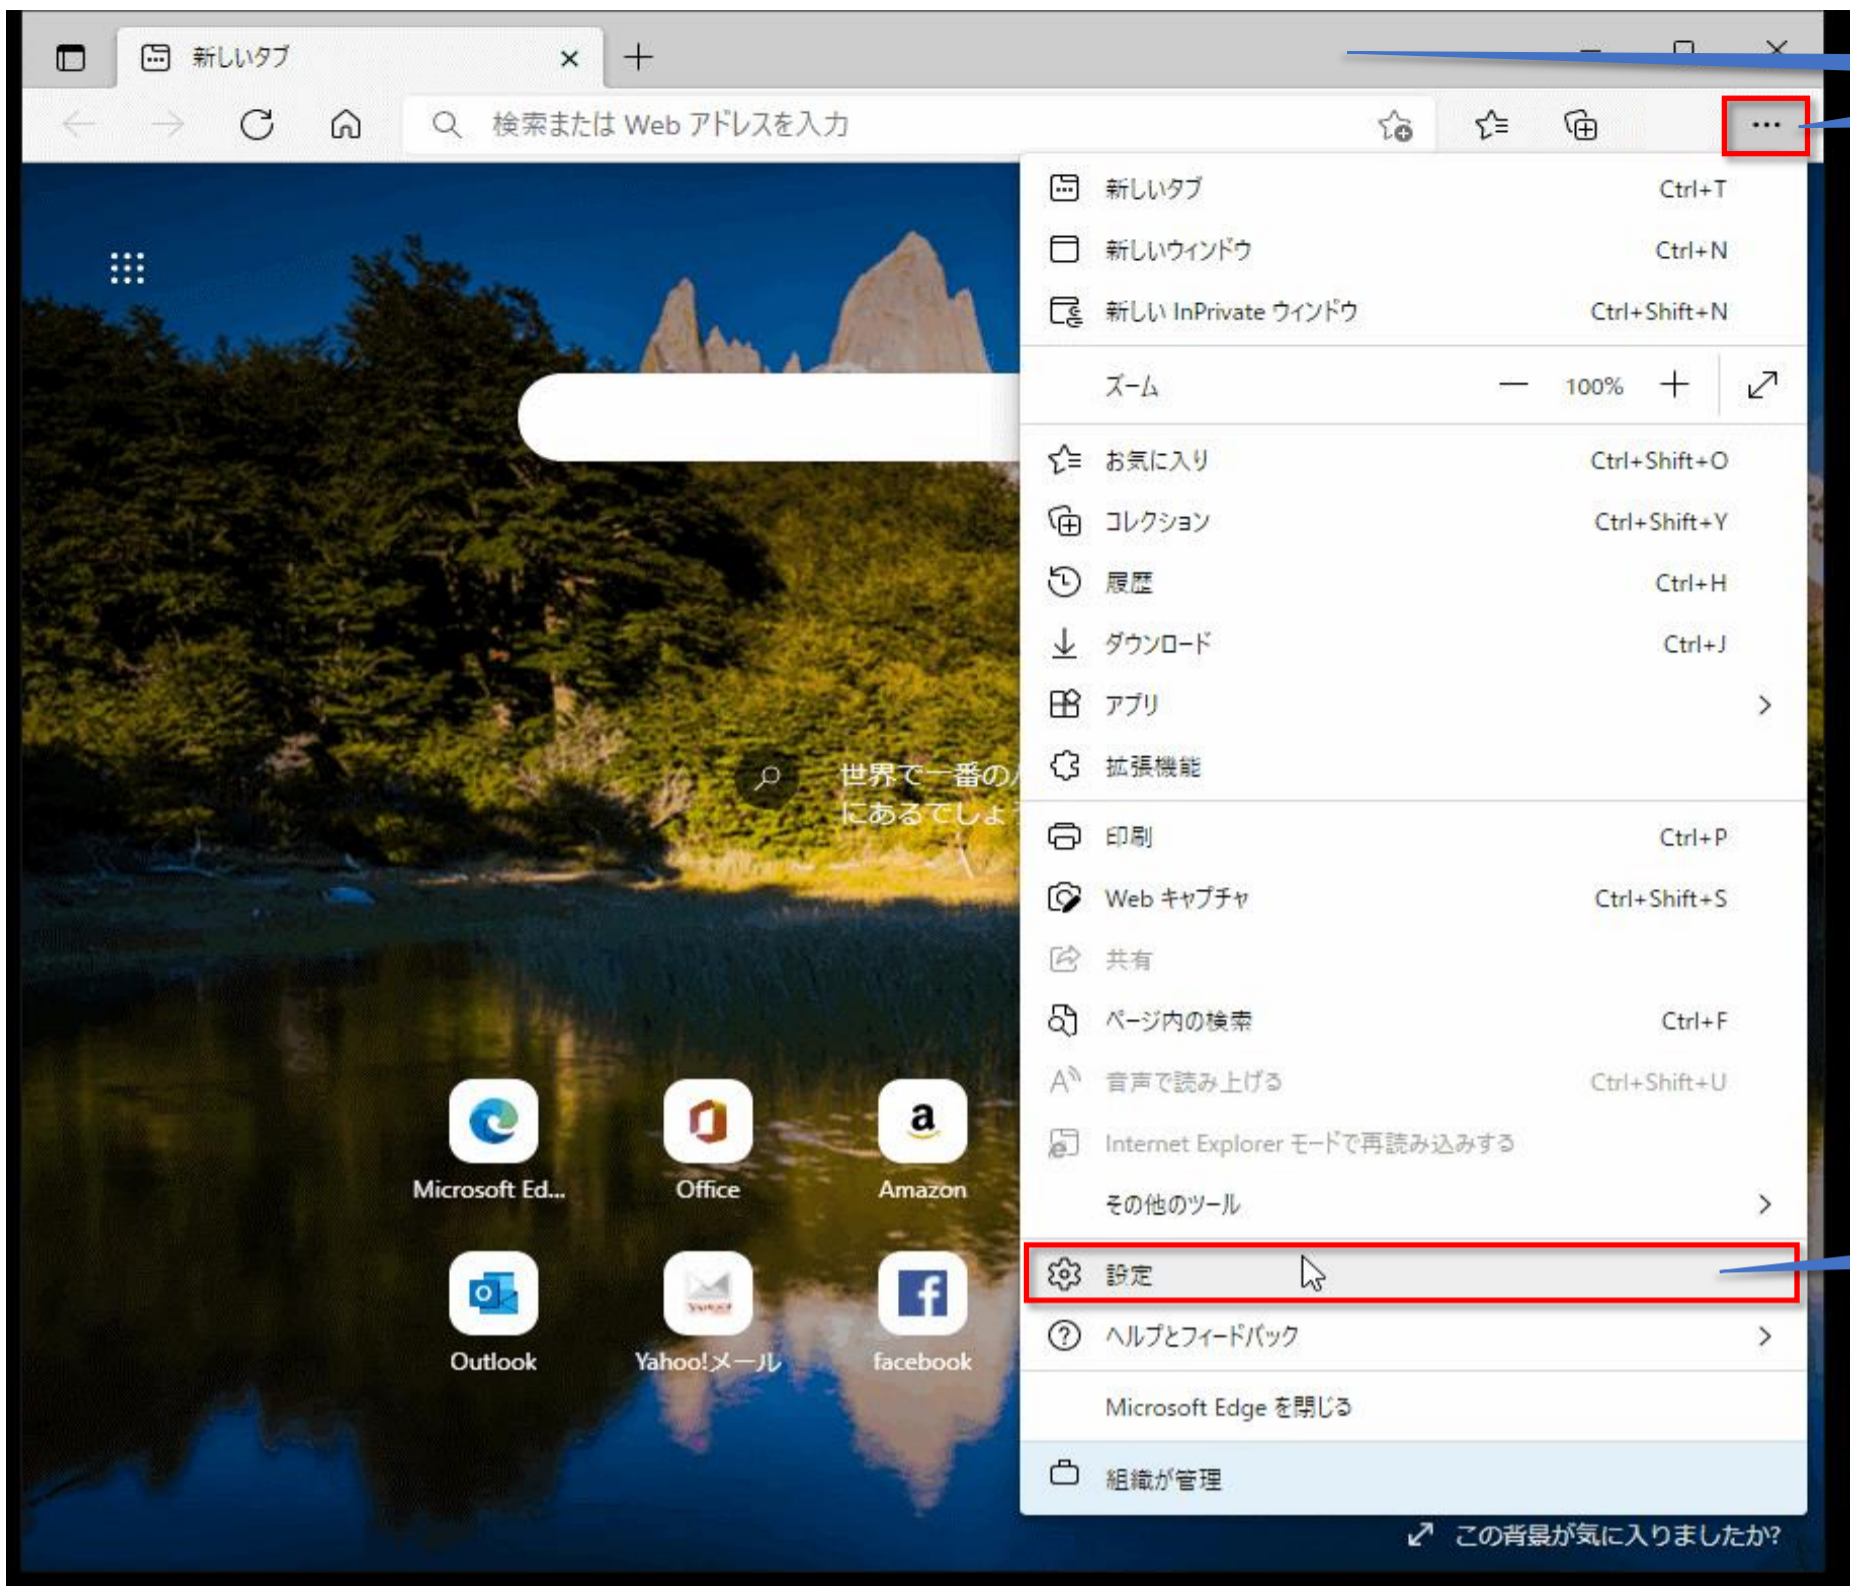 新しいタブ
検索または Web アドレスを入力
新しいタブ Ctrl+T
新しいウィンドウ Ctrl+N
新しい InPrivate ウィンドウ Ctrl+Shift+N
ズーム 100%
お気に入り Ctrl+Shift+O
コレクション Ctrl+Shift+Y
履歴 Ctrl+H
ダウンロード Ctrl+J
アプリ
拡張機能
世界で一番の
にあるでしょ
印刷 Ctrl+P
Web キャプチャ Ctrl+Shift+S
共有
ページ内の検索 Ctrl+F
音声で読み上げる Ctrl+Shift+U
Internet Explorer モードで再読み込みする
その他のツール
設定
ヘルプとフィードバック
Microsoft Edge を閉じる
組織が管理
Microsoft Ed...
Office
Amazon
Outlook
Yahoo!メール
facebook
この背景が気に入りましたか?